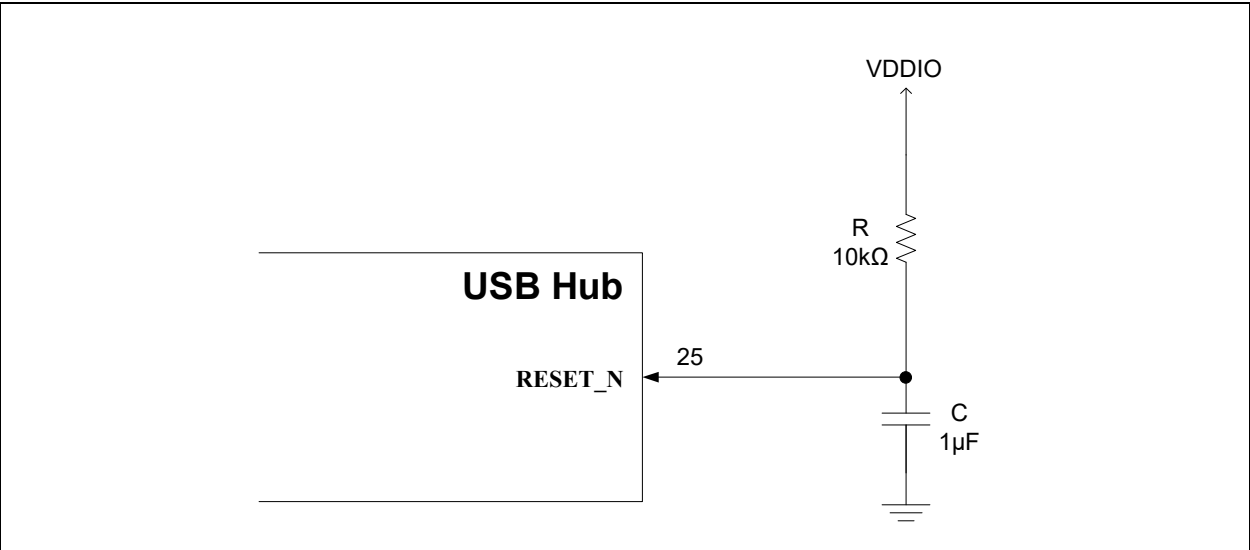 VDDIO
R
10kΩ
USB Hub
25
RESET_N
C
1µF